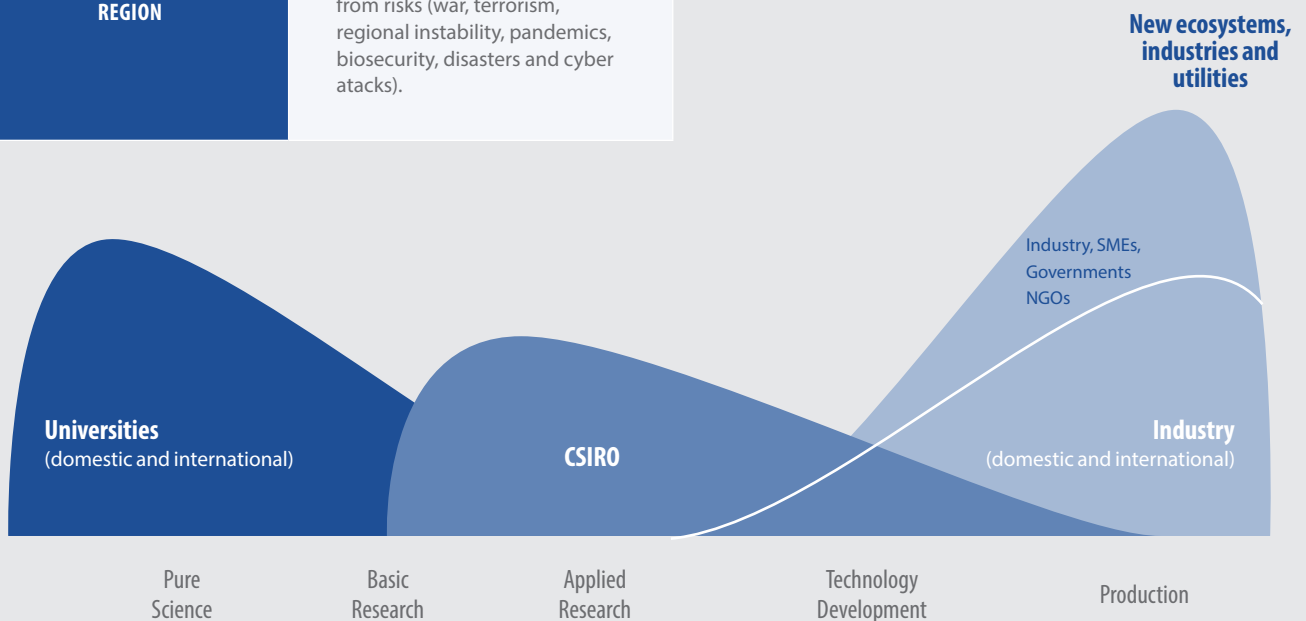 REGION
from risks (war, terrorism,
regional instability, pandemics,
biosecurity, disasters and cyber
attacks).
New ecosystems,
industries and
utilities
Industry, SMEs,
Governments
NGOs
Universities
(domestic and international)
CSIRO
Industry
(domestic and international)
Pure
Science
Basic
Research
Applied
Research
Technology
Development
Production